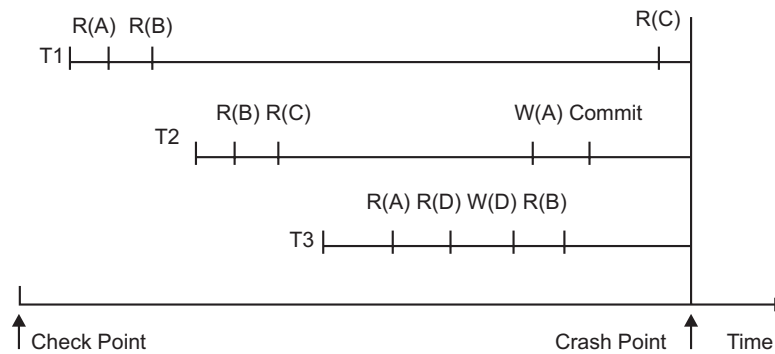 R(A) R(B) R(C)
T1
R(B) R(C) W(A) Commit
T2
R(A) R(D) W(D) R(B)
T3
Check Point Crash Point Time